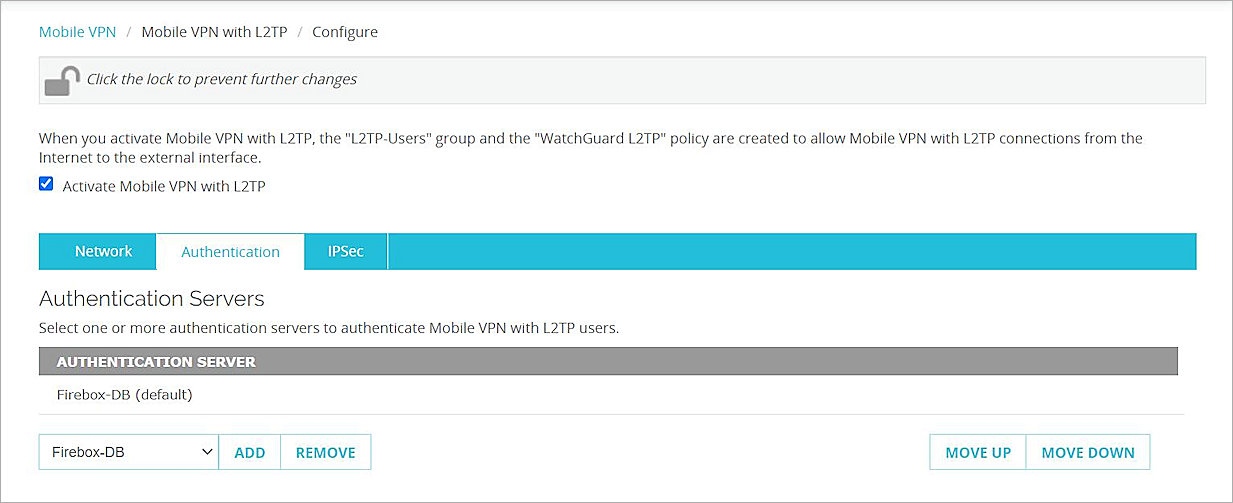 Mobile VPN / Mobile VPN with L2TP / Configure
Click the lock to prevent further changes
When you activate Mobile VPN with L2TP, the "L2TP-Users" group and the "WatchGuard L2TP" policy are created to allow Mobile VPN with L2TP connections from the
Internet to the external interface.
Activate Mobile VPN with L2TP
Network Authentication IPSec
Authentication Servers
Select one or more authentication servers to authenticate Mobile VPN with L2TP users.
AUTHENTICATION SERVER
Firebox-DB (default)
Firebox-DB ADD REMOVE MOVE UP MOVE DOWN